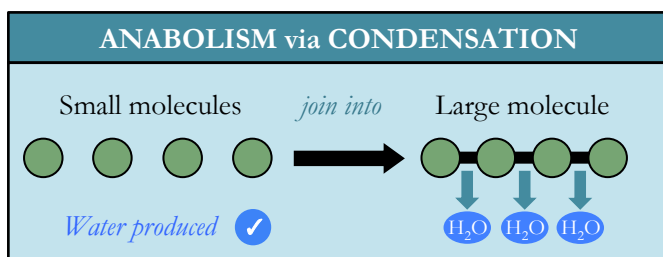 ANABOLISM via CONDENSATION
Small molecules join into Large molecule
Water produced ✓ H₂O H₂O H₂O